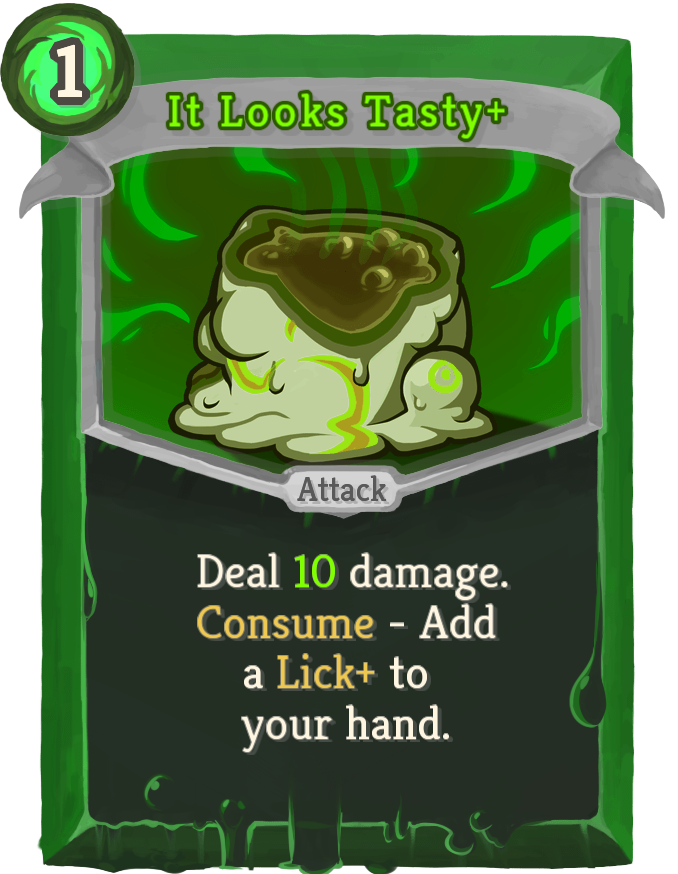 1
It Looks Tasty+
Attack
Deal 10 damage.
Consume - Add
a Lick+ to
your hand.